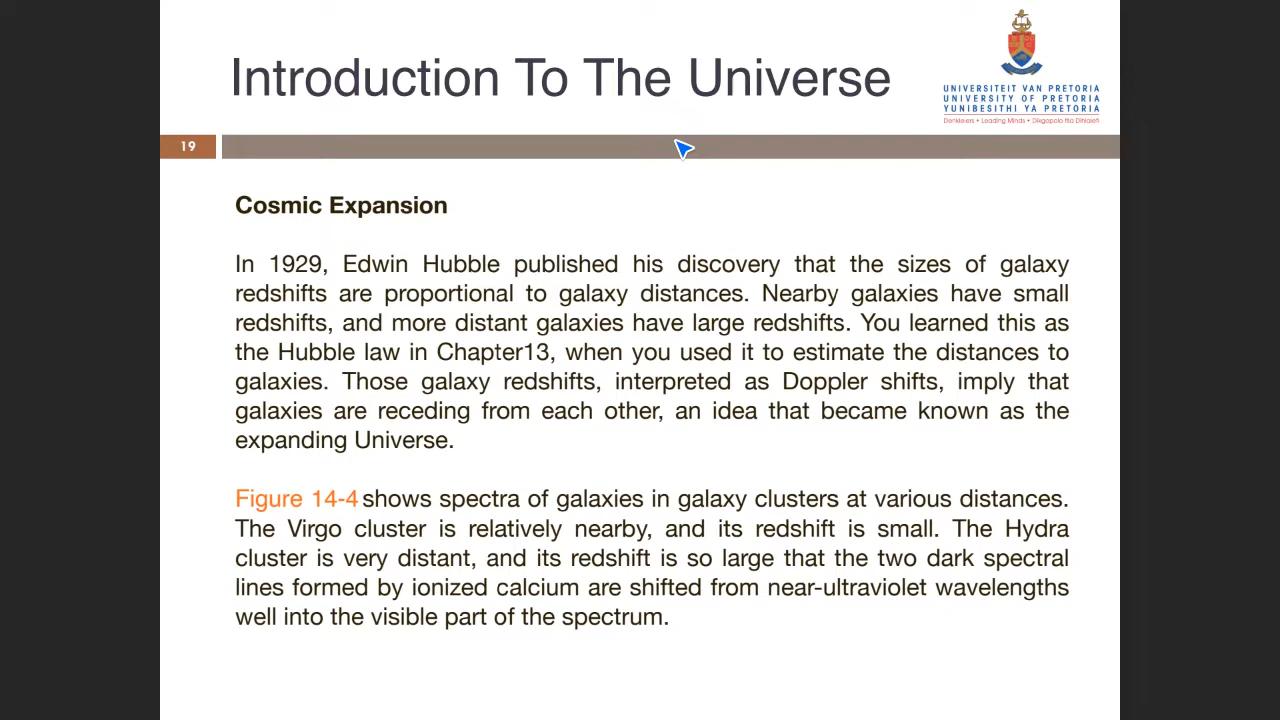 Introduction To The Universe
UNIVERSITEIT VAN PRETORIA
UNIVERSITY OF PRETORIA
YUNIBESITHI YA PRETORIA
Denkleiers • Leading Minds • Dikgopolo tša Dihlalefi
19
Cosmic Expansion
In 1929, Edwin Hubble published his discovery that the sizes of galaxy
redshifts are proportional to galaxy distances. Nearby galaxies have small
redshifts, and more distant galaxies have large redshifts. You learned this as
the Hubble law in Chapter13, when you used it to estimate the distances to
galaxies. Those galaxy redshifts, interpreted as Doppler shifts, imply that
galaxies are receding from each other, an idea that became known as the
expanding Universe.
Figure 14-4 shows spectra of galaxies in galaxy clusters at various distances.
The Virgo cluster is relatively nearby, and its redshift is small. The Hydra
cluster is very distant, and its redshift is so large that the two dark spectral
lines formed by ionized calcium are shifted from near-ultraviolet wavelengths
well into the visible part of the spectrum.